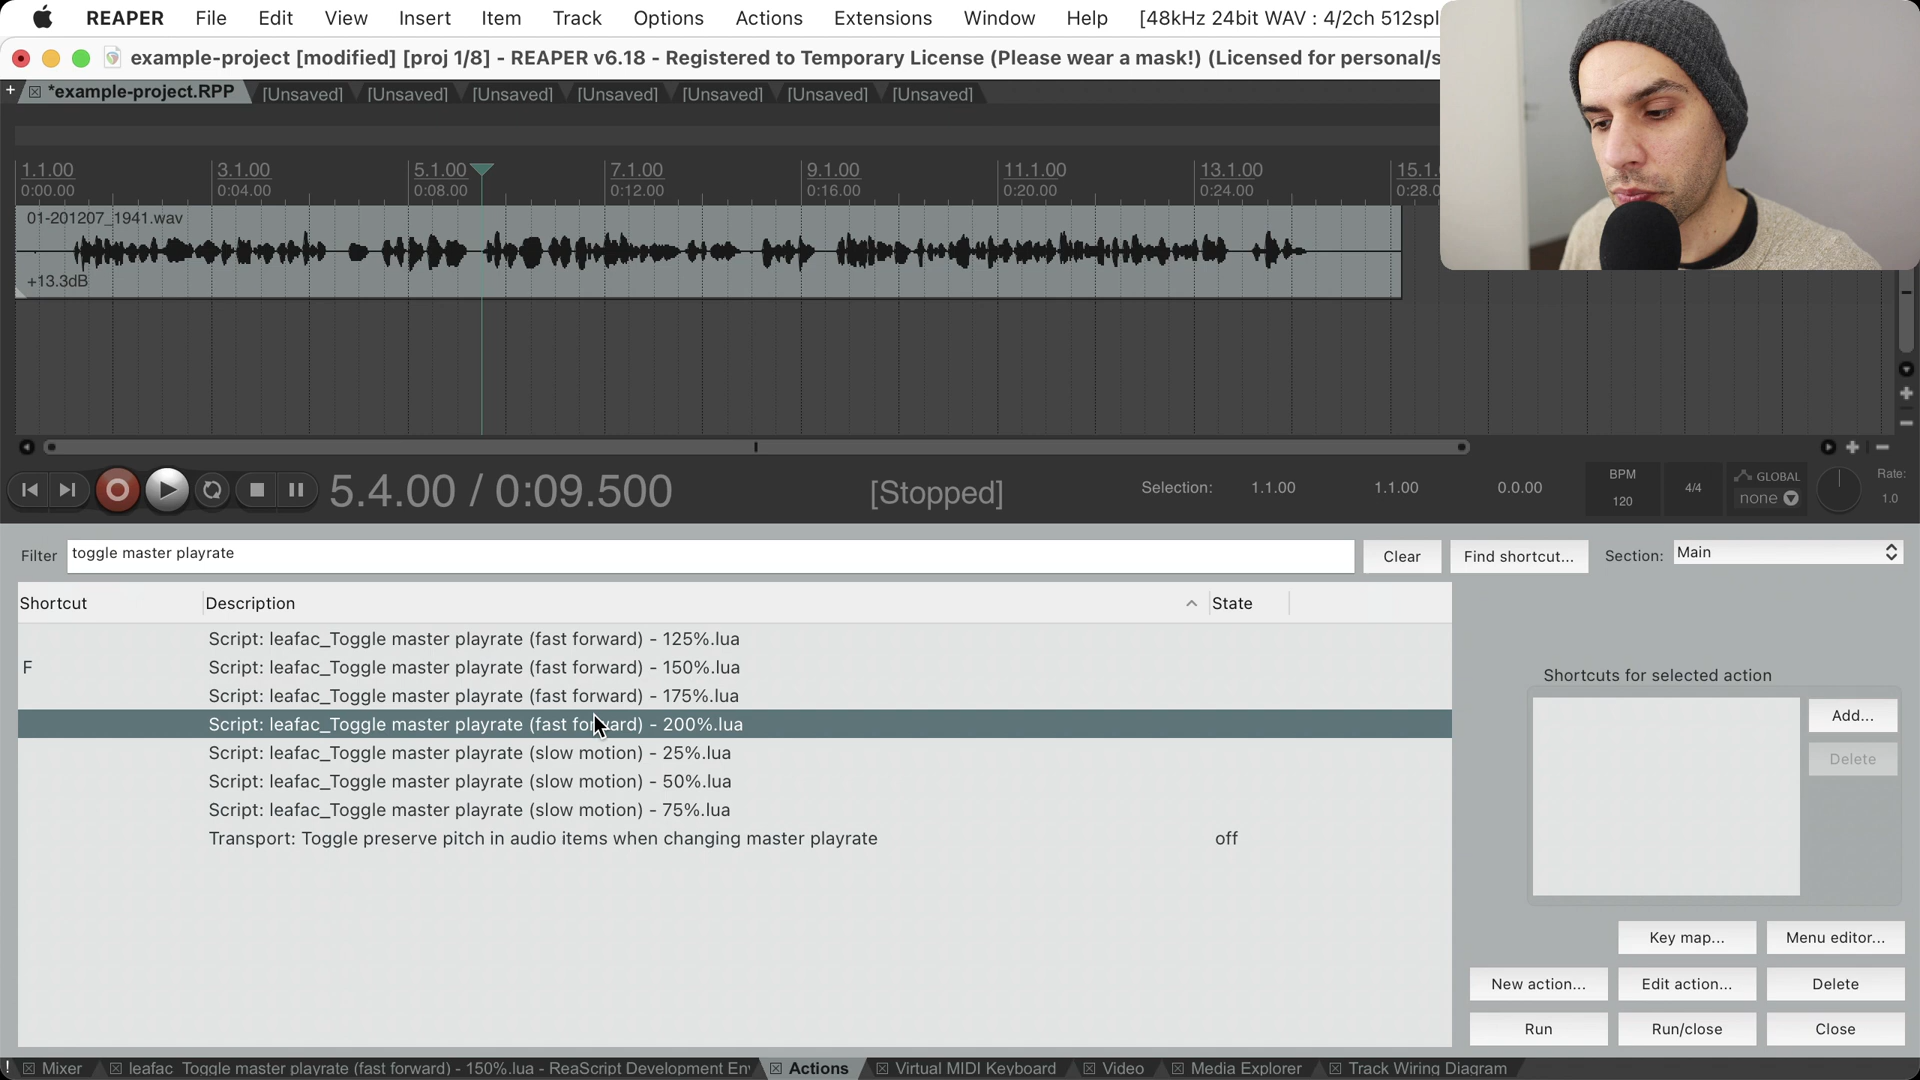 REAPER File Edit View Insert Item Track Options Actions Extensions Window Help [48kHz 24bit WAV : 4/2ch 512spl
example-project [modified] [proj 1/8] - REAPER v6.18 - Registered to Temporary License (Please wear a mask!) (Licensed for personal/s
+ *example-project.RPP [Unsaved] [Unsaved] [Unsaved] [Unsaved] [Unsaved] [Unsaved] [Unsaved]
1.1.00 3.1.00 5.1.00 7.1.00 9.1.00 11.1.00 13.1.00 15.1.
0:00.00 0:04.00 0:08.00 0:12.00 0:16.00 0:20.00 0:24.00 0:28.0
01-201207_1941.wav
+13.3dB
5.4.00 / 0:09.500 [Stopped] Selection: 1.1.00 1.1.00 0.0.00
BPM
120
4/4
GLOBAL
none
Rate:
1.0
Filter toggle master playrate Clear Find shortcut... Section: Main
Shortcut Description State
Script: leafac_Toggle master playrate (fast forward) - 125%.lua
F Script: leafac_Toggle master playrate (fast forward) - 150%.lua
Script: leafac_Toggle master playrate (fast forward) - 175%.lua
Script: leafac_Toggle master playrate (fast forward) - 200%.lua
Script: leafac_Toggle master playrate (slow motion) - 25%.lua
Script: leafac_Toggle master playrate (slow motion) - 50%.lua
Script: leafac_Toggle master playrate (slow motion) - 75%.lua
Transport: Toggle preserve pitch in audio items when changing master playrate off
Shortcuts for selected action
Add...
Delete
Key map... Menu editor...
New action... Edit action... Delete
Run Run/close Close
! Mixer leafac_Toggle master playrate (fast forward) - 150%.lua - ReaScript Development Env Actions Virtual MIDI Keyboard Video Media Explorer Track Wiring Diagram